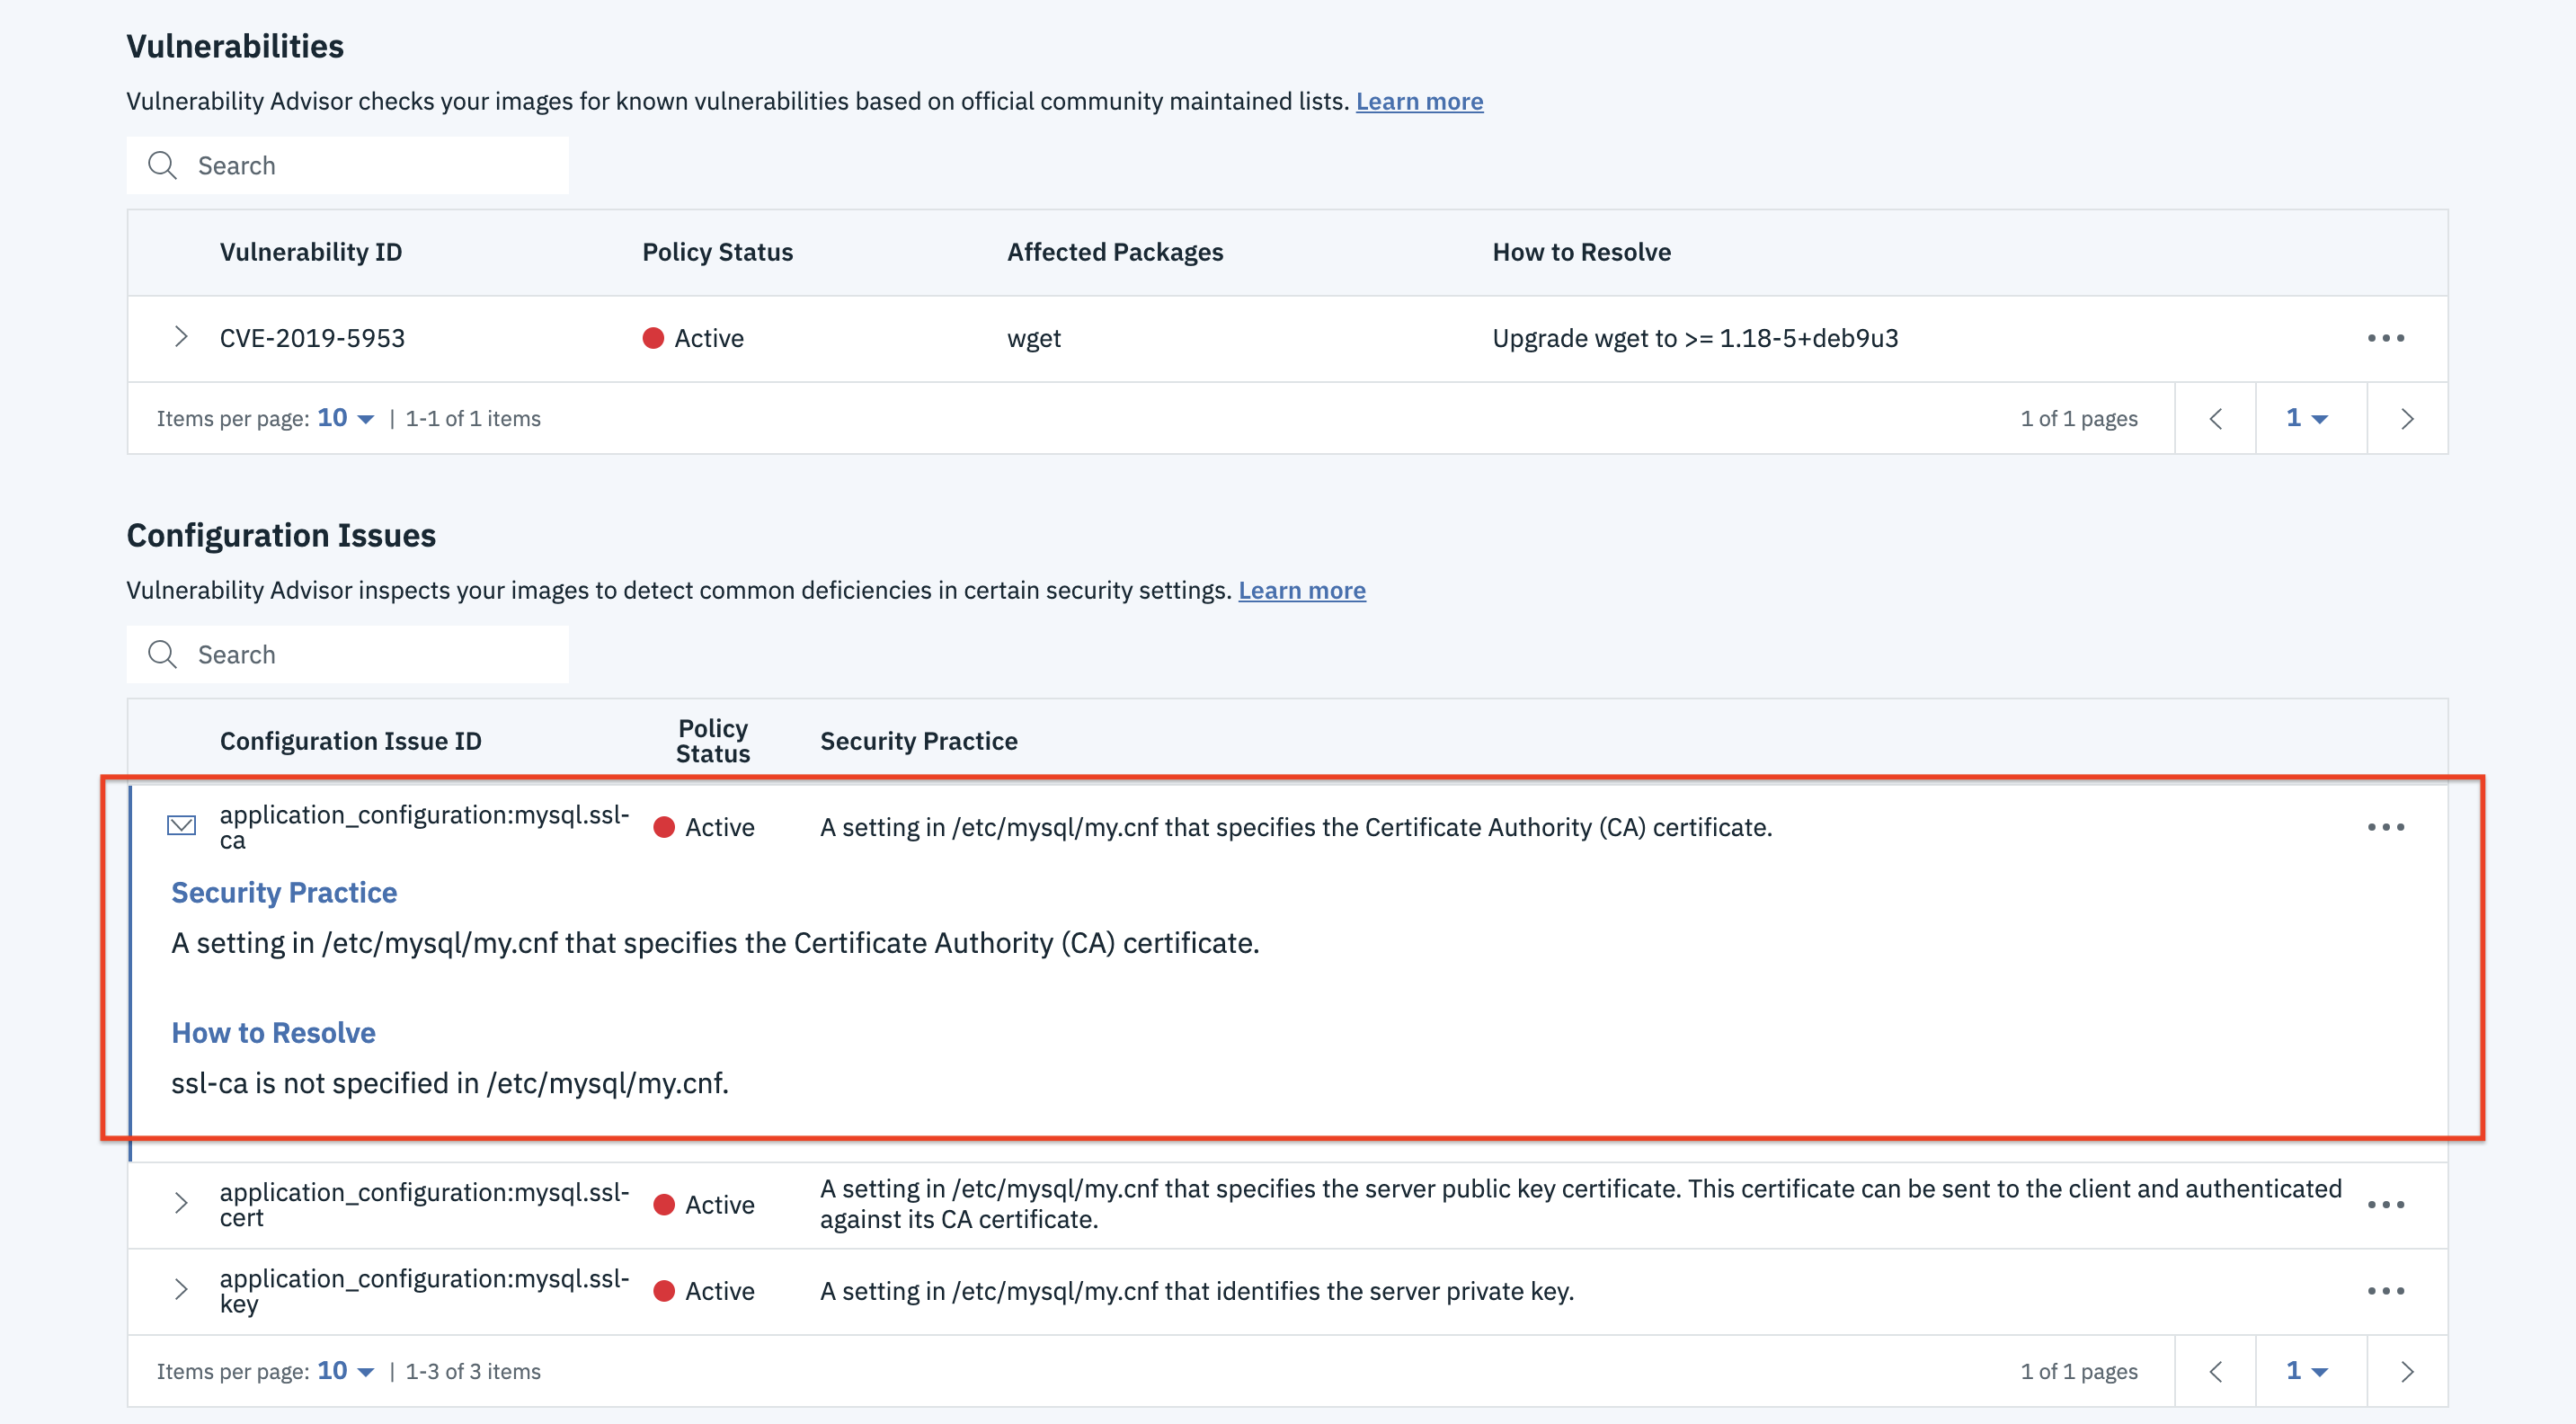 Vulnerabilities
Vulnerability Advisor checks your images for known vulnerabilities based on official community maintained lists. Learn more
Search
Vulnerability ID Policy Status Affected Packages How to Resolve
CVE-2019-5953 Active wget Upgrade wget to >= 1.18-5+deb9u3
Items per page: 10 | 1-1 of 1 items 1 of 1 pages 1
Configuration Issues
Vulnerability Advisor inspects your images to detect common deficiencies in certain security settings. Learn more
Search
Configuration Issue ID Policy Status Security Practice
application_configuration:mysql.ssl-
ca
Active
A setting in /etc/mysql/my.cnf that specifies the Certificate Authority (CA) certificate.
Security Practice
A setting in /etc/mysql/my.cnf that specifies the Certificate Authority (CA) certificate.
How to Resolve
ssl-ca is not specified in /etc/mysql/my.cnf.
application_configuration:mysql.ssl-
cert
Active
A setting in /etc/mysql/my.cnf that specifies the server public key certificate. This certificate can be sent to the client and authenticated
against its CA certificate.
application_configuration:mysql.ssl-
key
Active
A setting in /etc/mysql/my.cnf that identifies the server private key.
Items per page: 10 | 1-3 of 3 items 1 of 1 pages 1